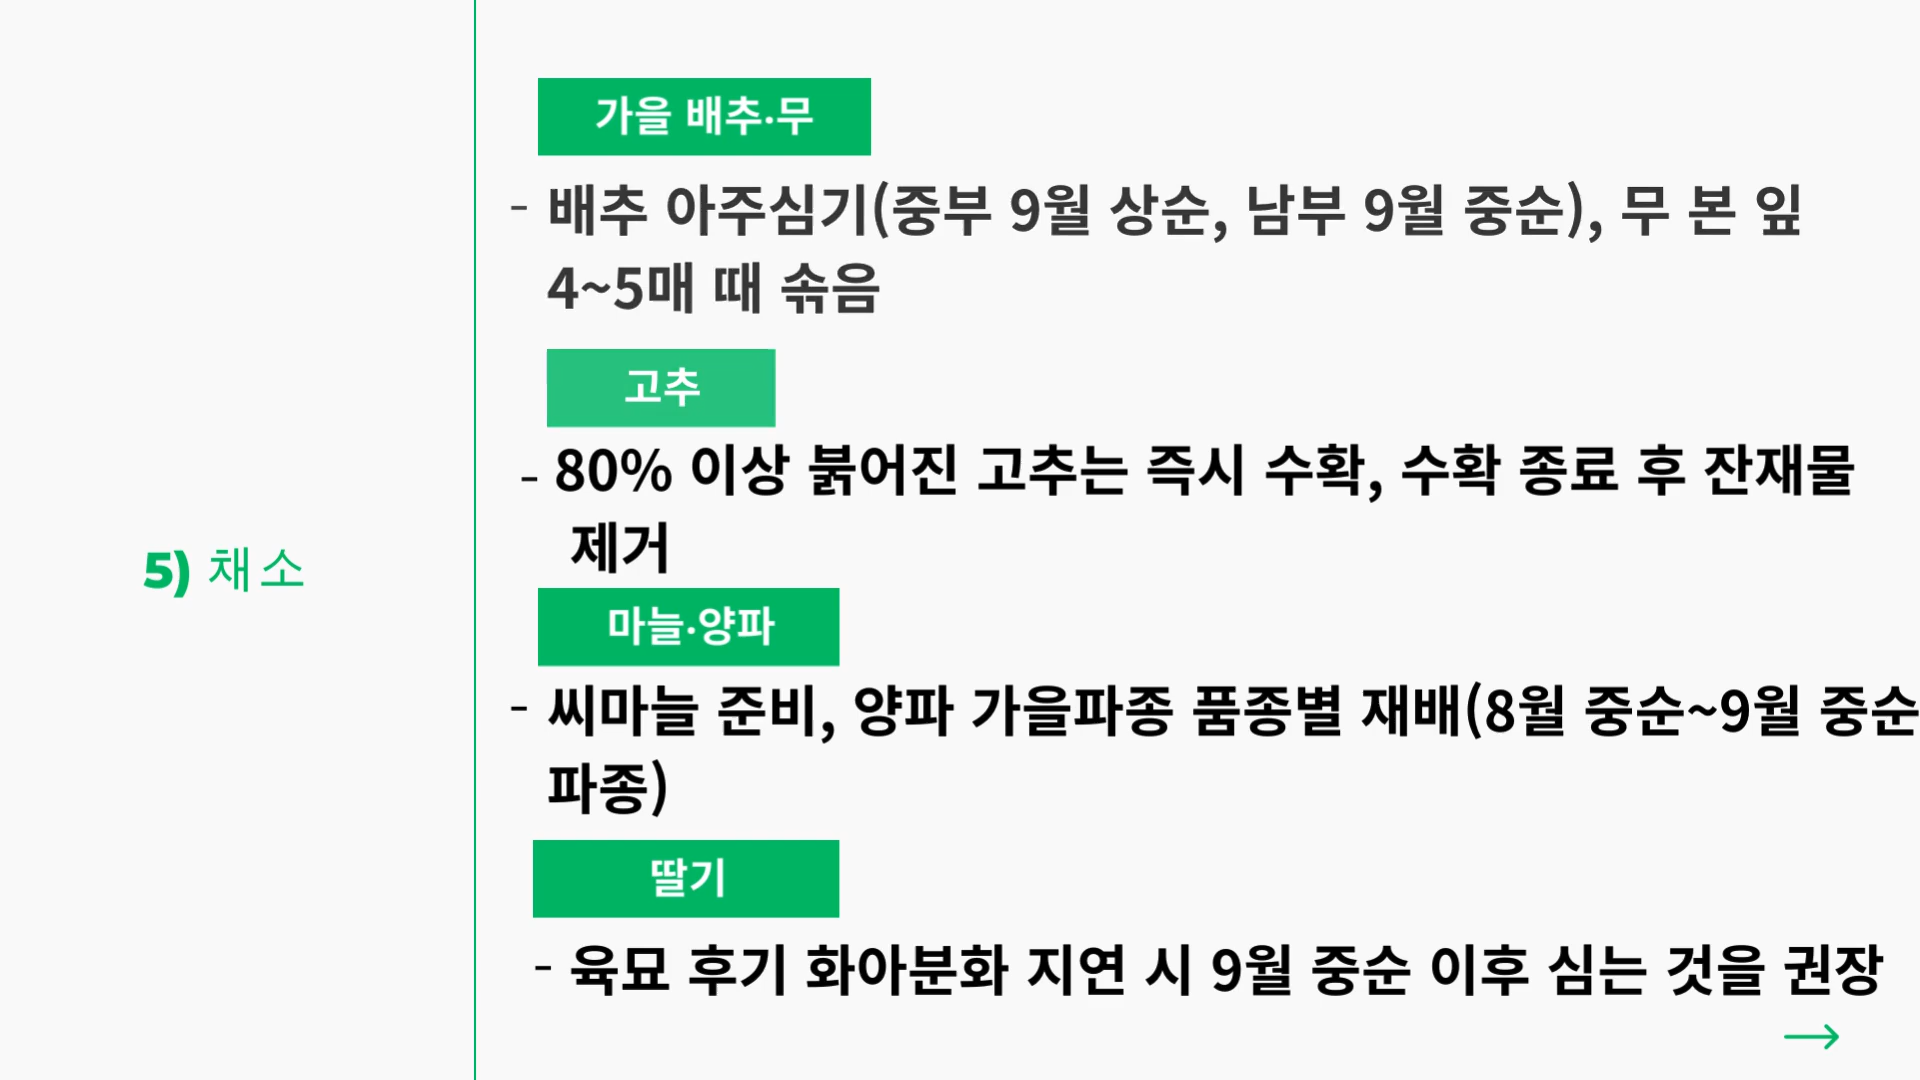 5) 채소
가을 배추·무
- 배추 아주심기(중부 9월 상순, 남부 9월 중순), 무 본 잎
4~5매 때 솎음
고추
- 80% 이상 붉어진 고추는 즉시 수확, 수확 종료 후 잔재물
제거
마늘·양파
- 씨마늘 준비, 양파 가을파종 품종별 재배(8월 중순~9월 중순
파종)
딸기
- 육묘 후기 화아분화 지연 시 9월 중순 이후 심는 것을 권장